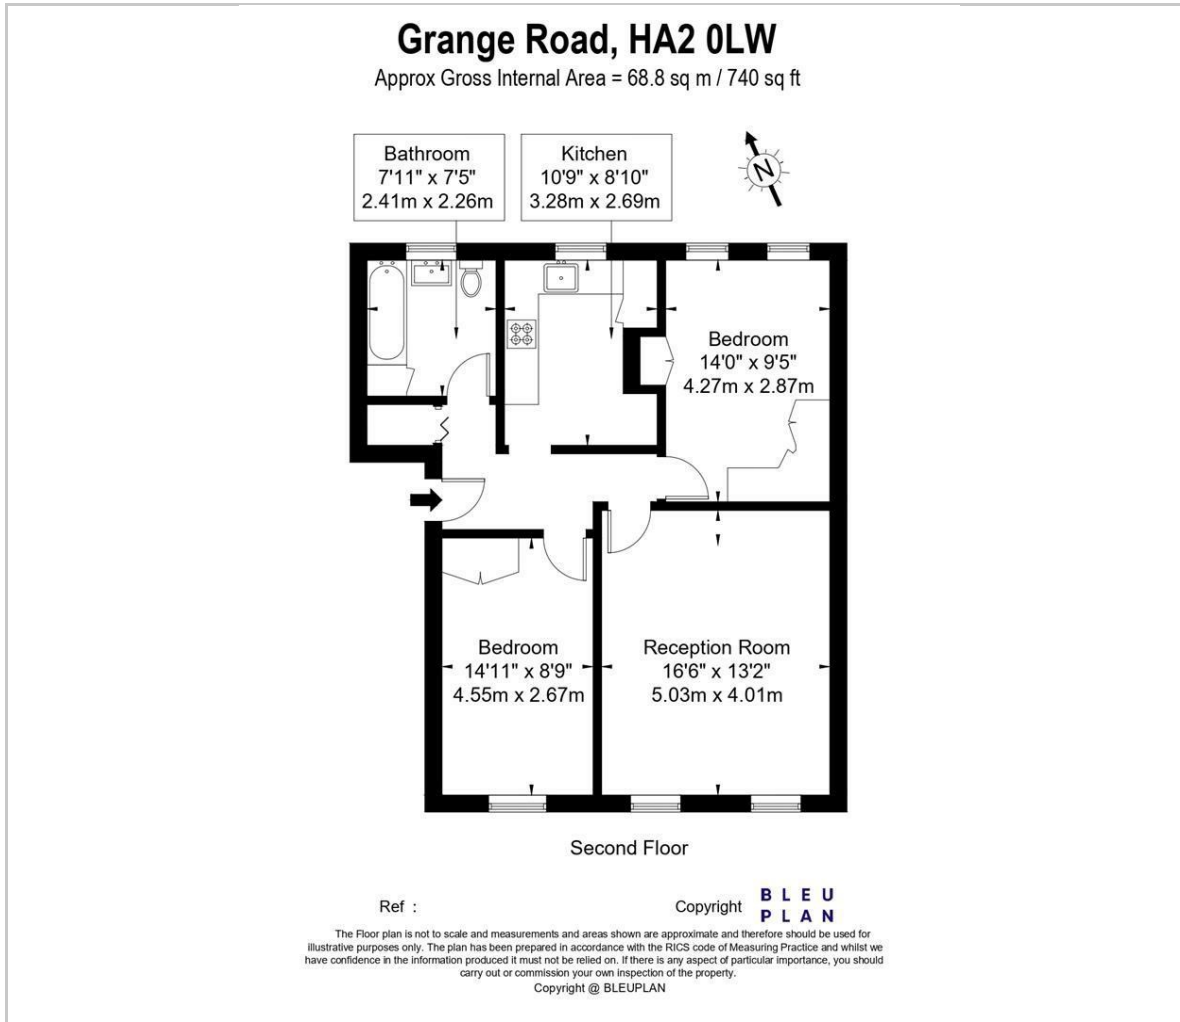 Grange Road, HA2 0LW
Approx Gross Internal Area = 68.8 sq m / 740 sq ft
Bathroom
7'11" x 7'5"
2.41m x 2.26m
Kitchen
10'9" x 8'10"
3.28m x 2.69m
N
Bedroom
14'0" x 9'5"
4.27m x 2.87m
Bedroom
14'11" x 8'9"
4.55m x 2.67m
Reception Room
16'6" x 13'2"
5.03m x 4.01m
Second Floor
Ref :
Copyright
BLEU
PLAN
The Floor plan is not to scale and measurements and areas shown are approximate and therefore should be used for
illustrative purposes only. The plan has been prepared in accordance with the RICS code of Measuring Practice and whilst we
have confidence in the information produced it must not be relied on. If there is any aspect of particular importance, you should
carry out or commission your own inspection of the property.
Copyright @ BLEUPLAN